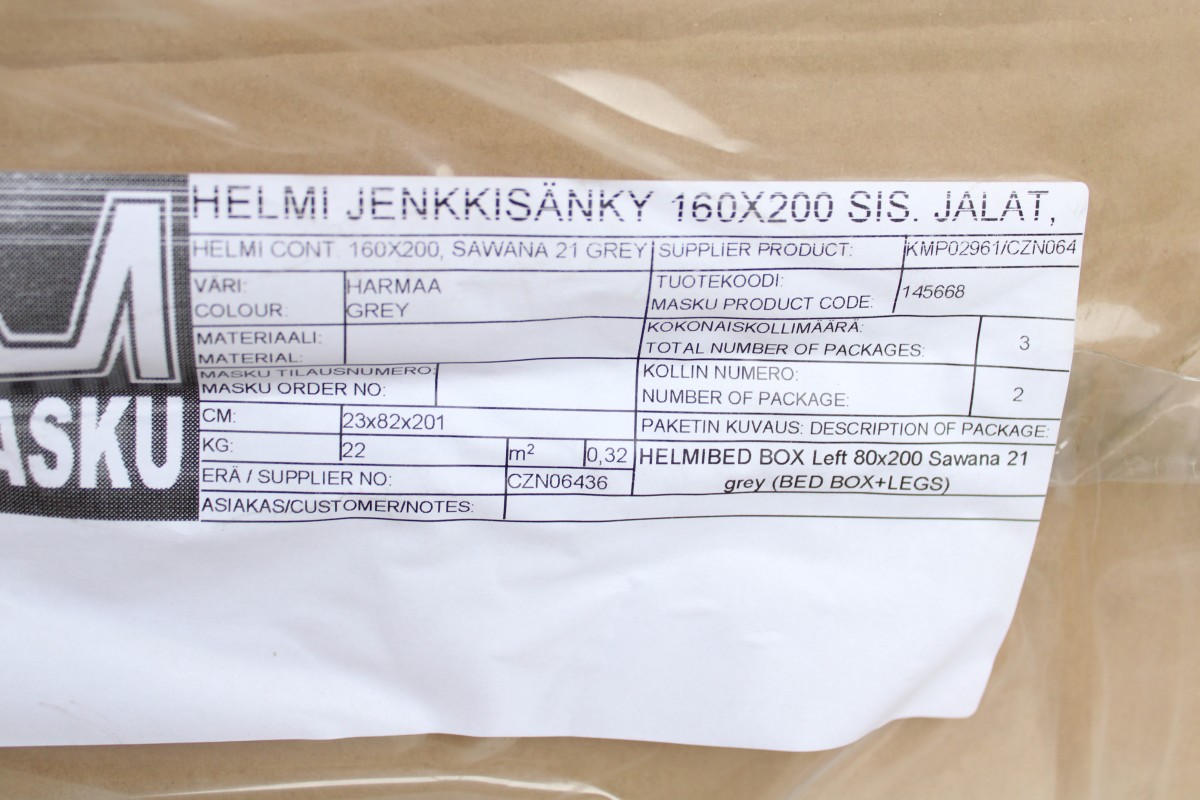 HELMI JENKKISÄNKY 160X200 SIS. JALAT,
HELMI CONT. 160X200, SAWANA 21 GREY
SUPPLIER PRODUCT:
KMP02961/CZN064
VÄRI:
COLOUR:
HARMAA
GREY
TUOTEKOODI:
MASKU PRODUCT CODE:
145668
MATERIAALI:
MATERIAL:
KOKONAISKOLLIMÄÄRÄ:
TOTAL NUMBER OF PACKAGES:
3
MASKU TILAUSNUMERO:
MASKU ORDER NO:
KOLLIN NUMERO:
NUMBER OF PACKAGE:
2
CM:
23x82x201
PAKETIN KUVAUS: DESCRIPTION OF PACKAGE:
KG:
22
m²
0,32
HELMIBED BOX Left 80x200 Sawana 21
grey (BED BOX+LEGS)
ERÄ / SUPPLIER NO:
CZN06436
ASIAKAS/CUSTOMER/NOTES:
ASKU